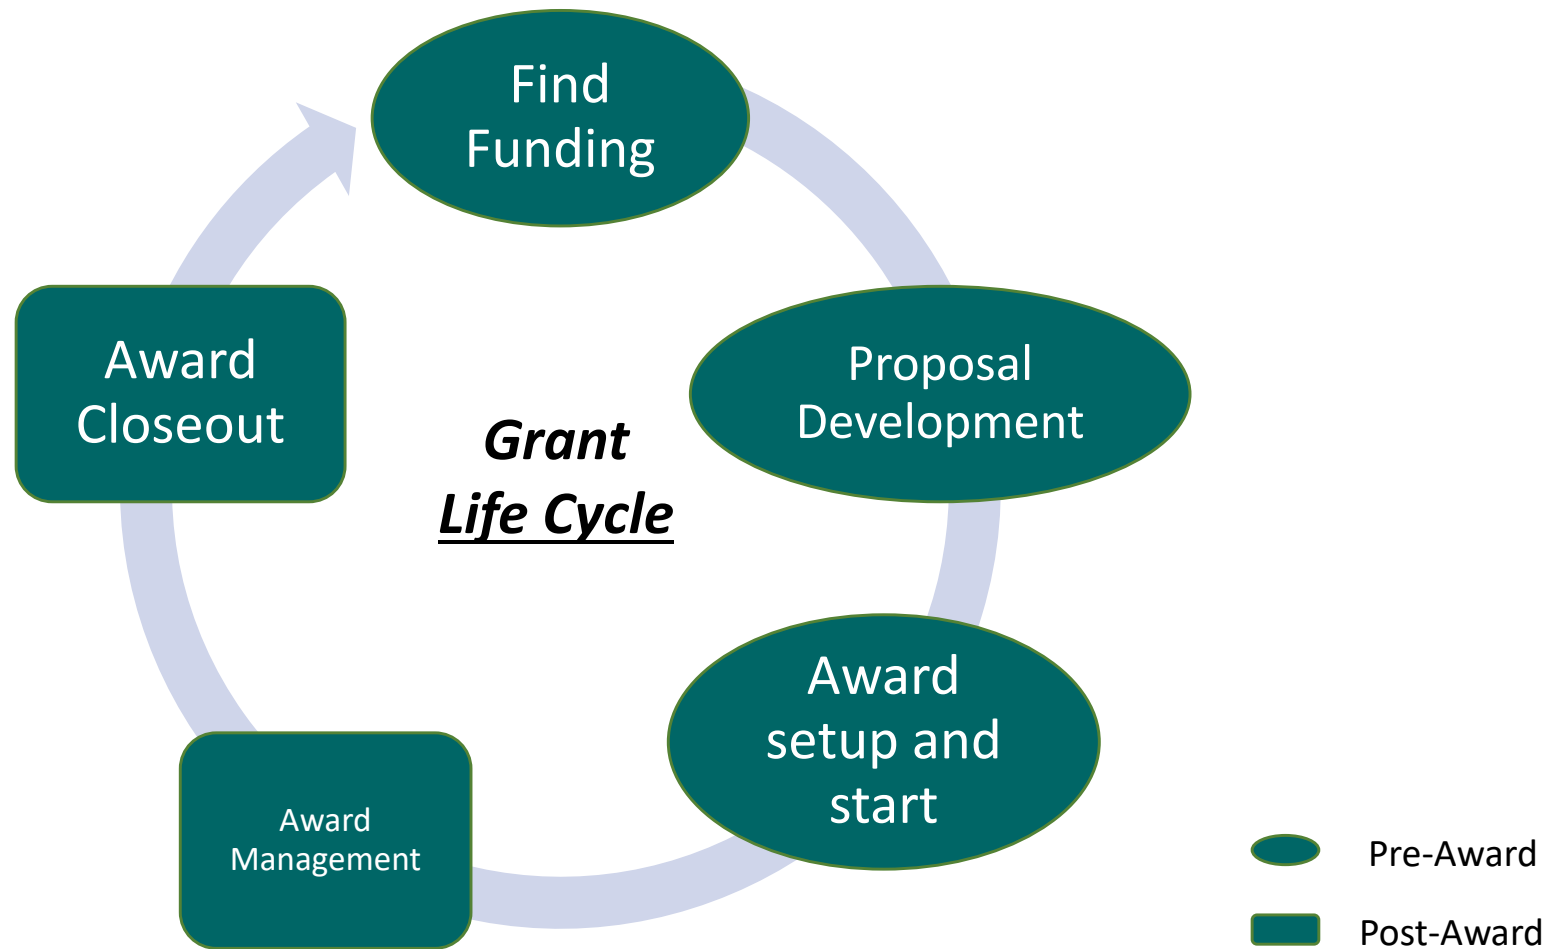 Find
Funding
Proposal
Development
Award
setup and
start
Award
Management
Award
Closeout
Grant
Life Cycle
Pre-Award
Post-Award